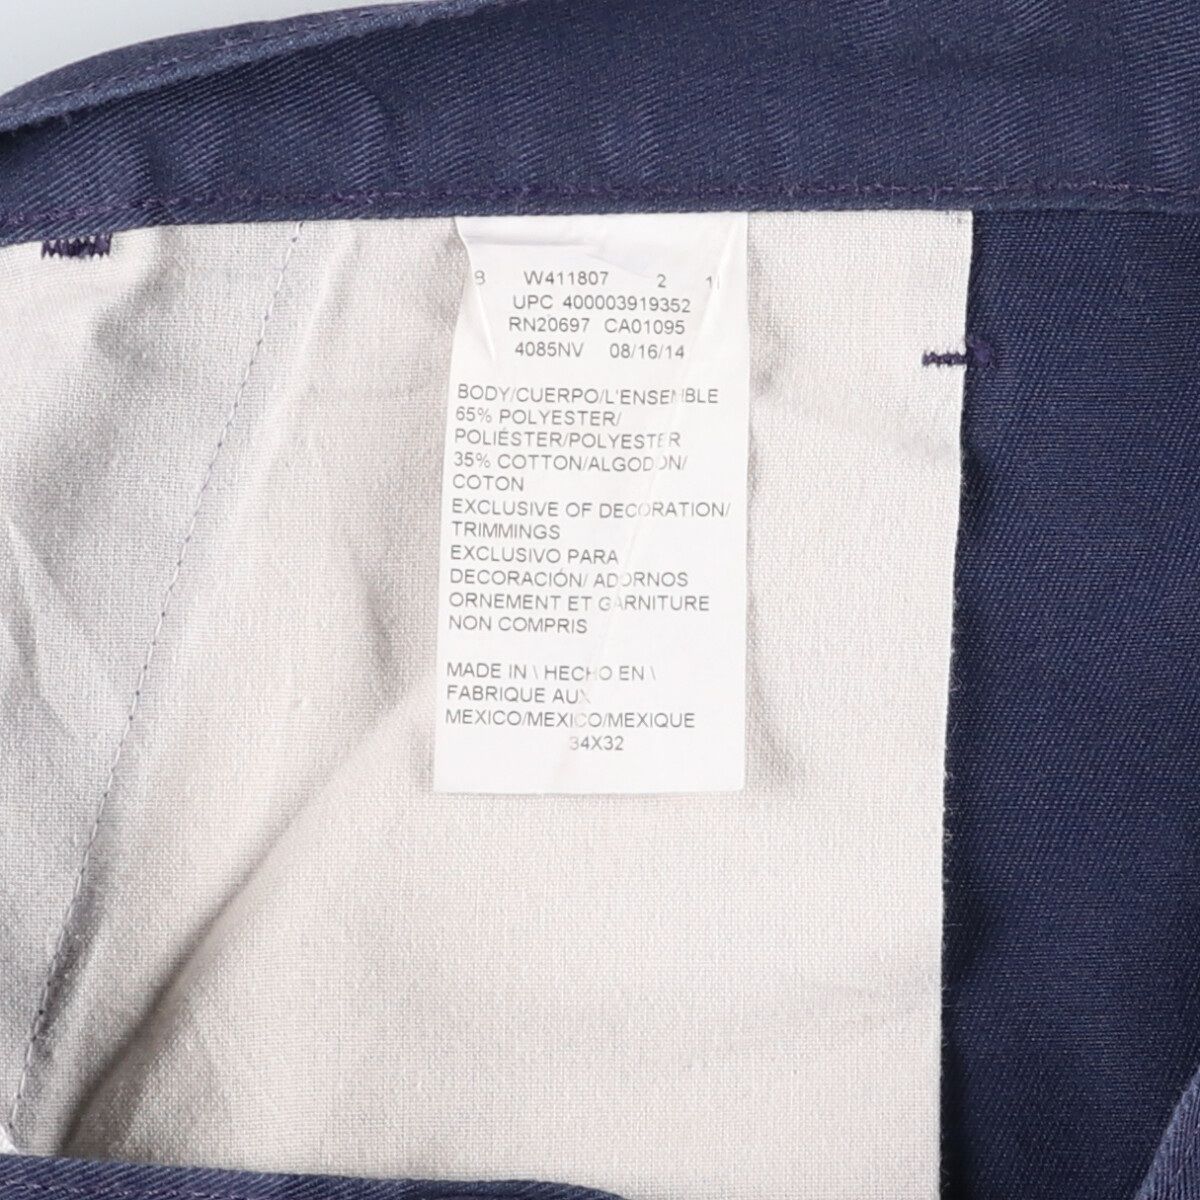 8 W411807 2
UPC 400003919352
RN20697 CA01095
4085NV 08/16/14
BODY/CUERPO/L'ENSEMBLE
65% POLYESTER/
POLIÉSTER/POLYESTER
35% COTTON/ALGODON/
COTON
EXCLUSIVE OF DECORATION/
TRIMMINGS
EXCLUSIVO PARA
DECORACIÓN/ ADORNOS
ORNEMENT ET GARNITURE
NON COMPRIS
MADE IN \ HECHO EN \
FABRIQUE AUX
MEXICO/MEXICO/MEXIQUE
34X32